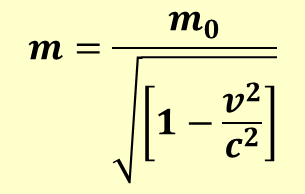 m = m₀ / √[1 − v²/c²]